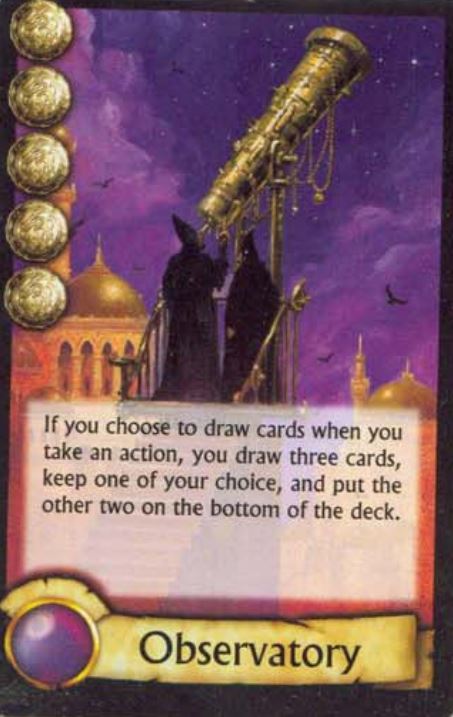 If you choose to draw cards when you
take an action, you draw three cards,
keep one of your choice, and put the
other two on the bottom of the deck.
Observatory